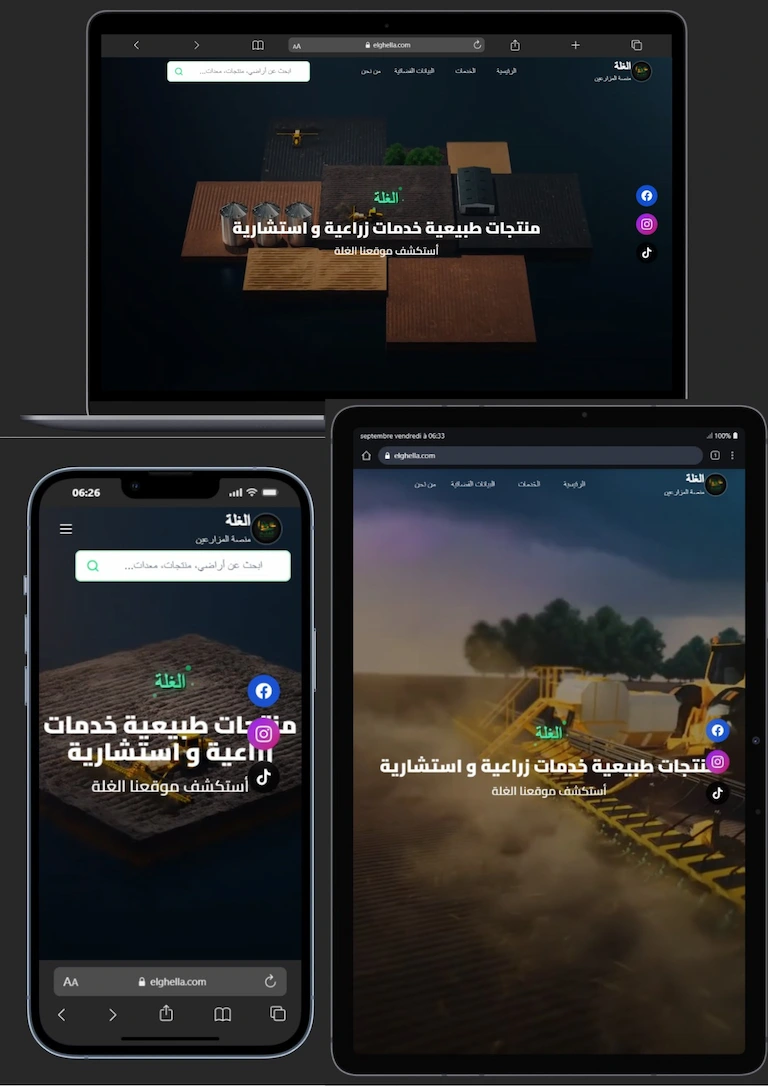 AA
elghella.com
الغلة
منصة المزارعين
الرئيسية
الخدمات
البيانات الفضائية
من نحن
ابحث عن أراضي، منتجات، معدات...
الغلة
منتجات طبيعية خدمات زراعية و استشارية
أستكشف موقعنا الغلة
06:26
الغلة
منصة المزارعين
ابحث عن أراضي، منتجات، معدات...
الغلة
منتجات طبيعية خدمات
زراعية و استشارية
أستكشف موقعنا الغلة
AA
elghella.com
septembre vendredi à 06:33
100%
elghella.com
1
الغلة
منصة المزارعين
الرئيسية
الخدمات
البيانات الفضائية
من نحن
الغلة
منتجات طبيعية خدمات زراعية و استشارية
أستكشف موقعنا الغلة